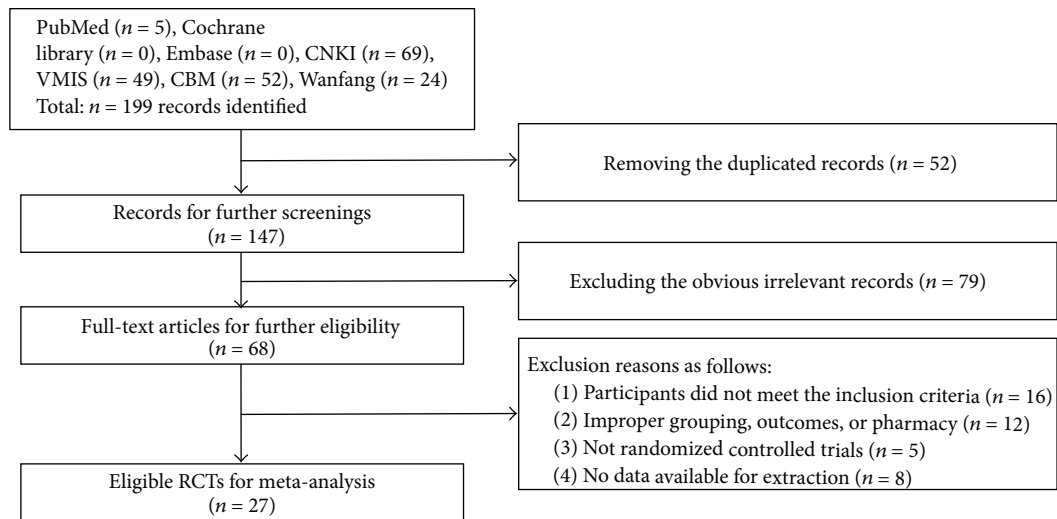 PubMed (n = 5), Cochrane
library (n = 0), Embase (n = 0), CNKI (n = 69),
VMIS (n = 49), CBM (n = 52), Wanfang (n = 24)
Total: n = 199 records identified
Removing the duplicated records (n = 52)
Records for further screenings
(n = 147)
Excluding the obvious irrelevant records (n = 79)
Full-text articles for further eligibility
(n = 68)
Exclusion reasons as follows:
(1) Participants did not meet the inclusion criteria (n = 16)
(2) Improper grouping, outcomes, or pharmacy (n = 12)
(3) Not randomized controlled trials (n = 5)
(4) No data available for extraction (n = 8)
Eligible RCTs for meta-analysis
(n = 27)